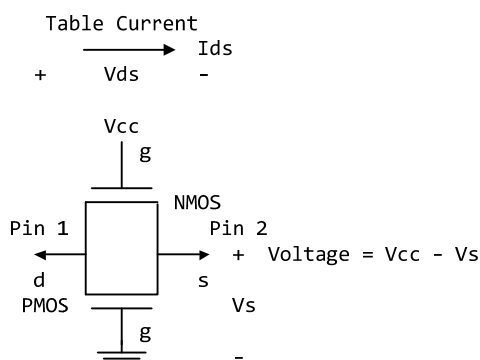 Table Current
Ids
+ Vds -
Vcc
g
NMOS
Pin 1 Pin 2
+ Voltage = Vcc - Vs
d s
PMOS Vs
g
-